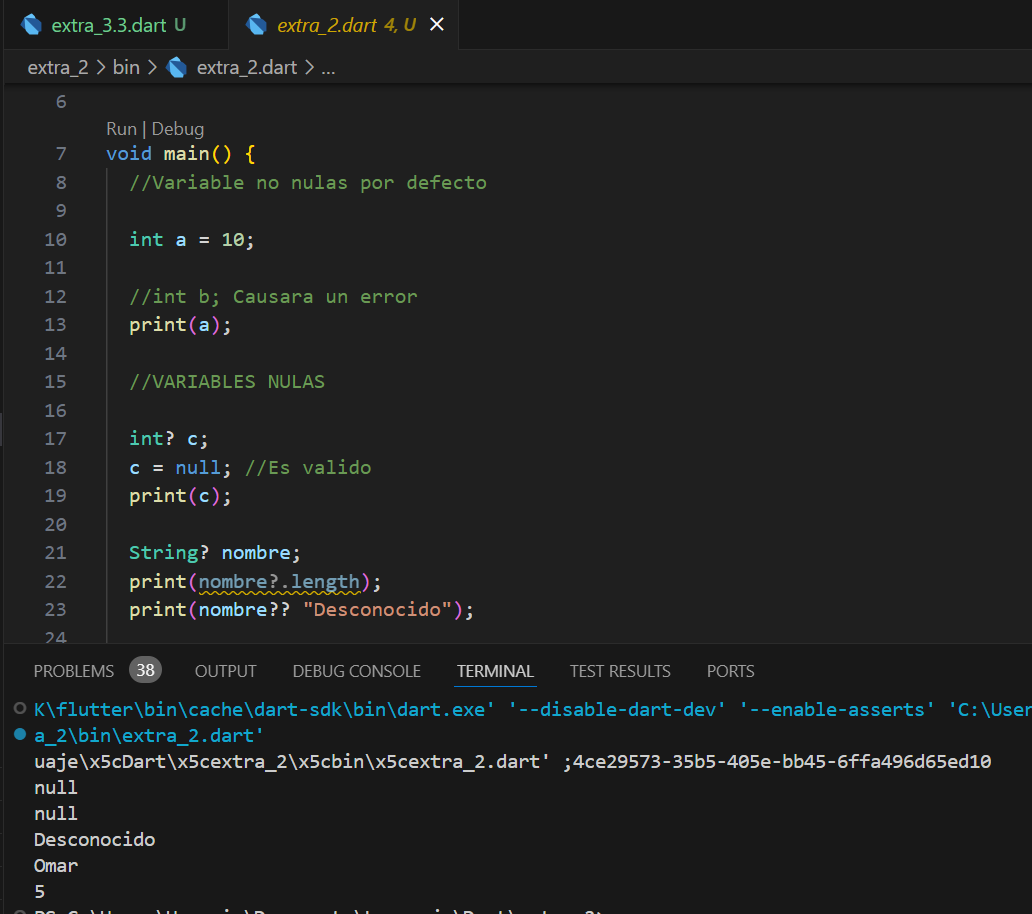 extra_3.3.dart U
extra_2.dart 4, U
extra_2 > bin > extra_2.dart > ...
6
Run | Debug
7 void main() {
8 //Variable no nulas por defecto
9
10 int a = 10;
11
12 //int b; Causara un error
13 print(a);
14
15 //VARIABLES NULAS
16
17 int? c;
18 c = null; //Es valido
19 print(c);
20
21 String? nombre;
22 print(nombre?.length);
23 print(nombre?? "Desconocido");
24
PROBLEMS 38 OUTPUT DEBUG CONSOLE TERMINAL TEST RESULTS PORTS
K\flutter\bin\cache\dart-sdk\bin\dart.exe' '--disable-dart-dev' '--enable-asserts' 'C:\User
a_2\bin\extra_2.dart'
uaje\x5cDart\x5cextra_2\x5cbin\x5cextra_2.dart' ;4ce29573-35b5-405e-bb45-6ffa496d65ed10
null
null
Desconocido
Omar
5